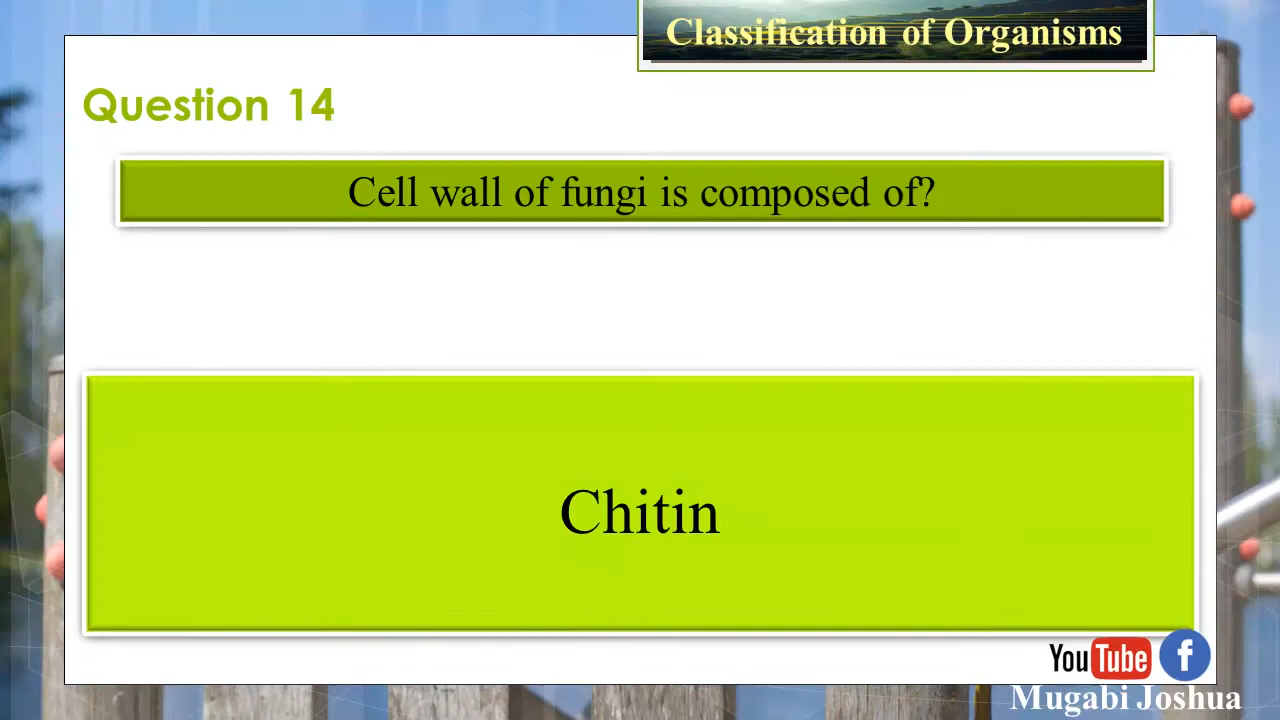 Classification of Organisms
Question 14
Cell wall of fungi is composed of?
Chitin
YouTube f
Mugabi Joshua